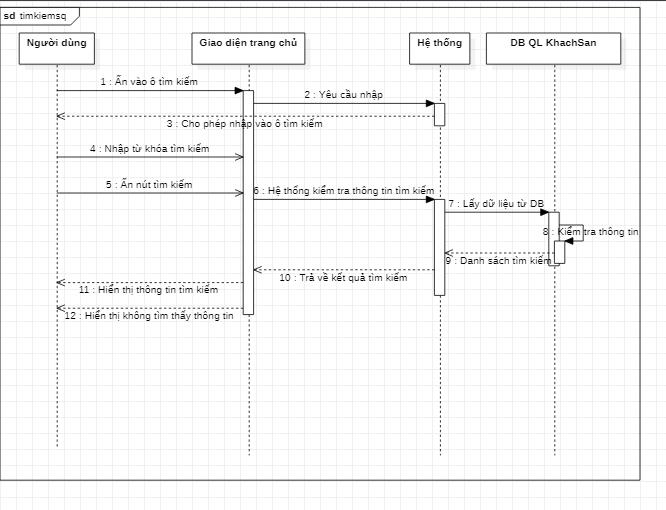 sd timkiemsq
Người dùng
Giao diện trang chủ
Hệ thống
DB QL KhachSan
1 : Ấn vào ô tìm kiếm
2 : Yêu cầu nhập
3 : Cho phép nhập vào ô tìm kiếm
4 : Nhập từ khóa tìm kiếm
5 : Ấn nút tìm kiếm
6 : Hệ thống kiểm tra thông tin tìm kiếm
7 : Lấy dữ liệu từ DB
8 : Kiểm tra thông tin
9 : Danh sách tìm kiếm
10 : Trả về kết quả tìm kiếm
11 : Hiển thị thông tin tìm kiếm
12 : Hiển thị không tìm thấy thông tin